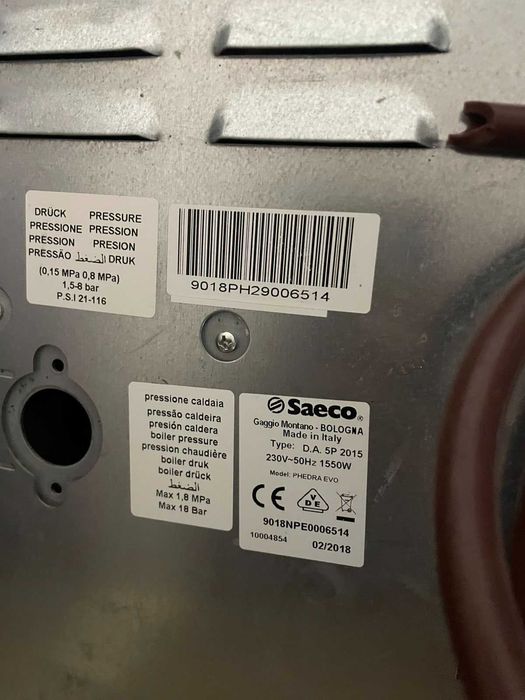 DRÜCK PRESSURE
PRESSIONE PRESSION
PRESSION PRESION
PRESSÃO الضغط DRUK
(0,15 MPa 0,8 MPa)
1,5-8 bar
P.S.I 21-116
9018PH29006514
pressione caldaia
pressão caldeira
presión caldera
boiler pressure
pression chaudière
boiler druk
boiler drück
الضغط
Max 1,8 MPa
Max 18 Bar
Saeco®
Gaggio Montano - BOLOGNA
Made in Italy
Type: D.A. 5P 2015
230V~50Hz 1550W
Model: PHEDRA EVO
CE VDE
9018NPE0006514
10004854 02/2018